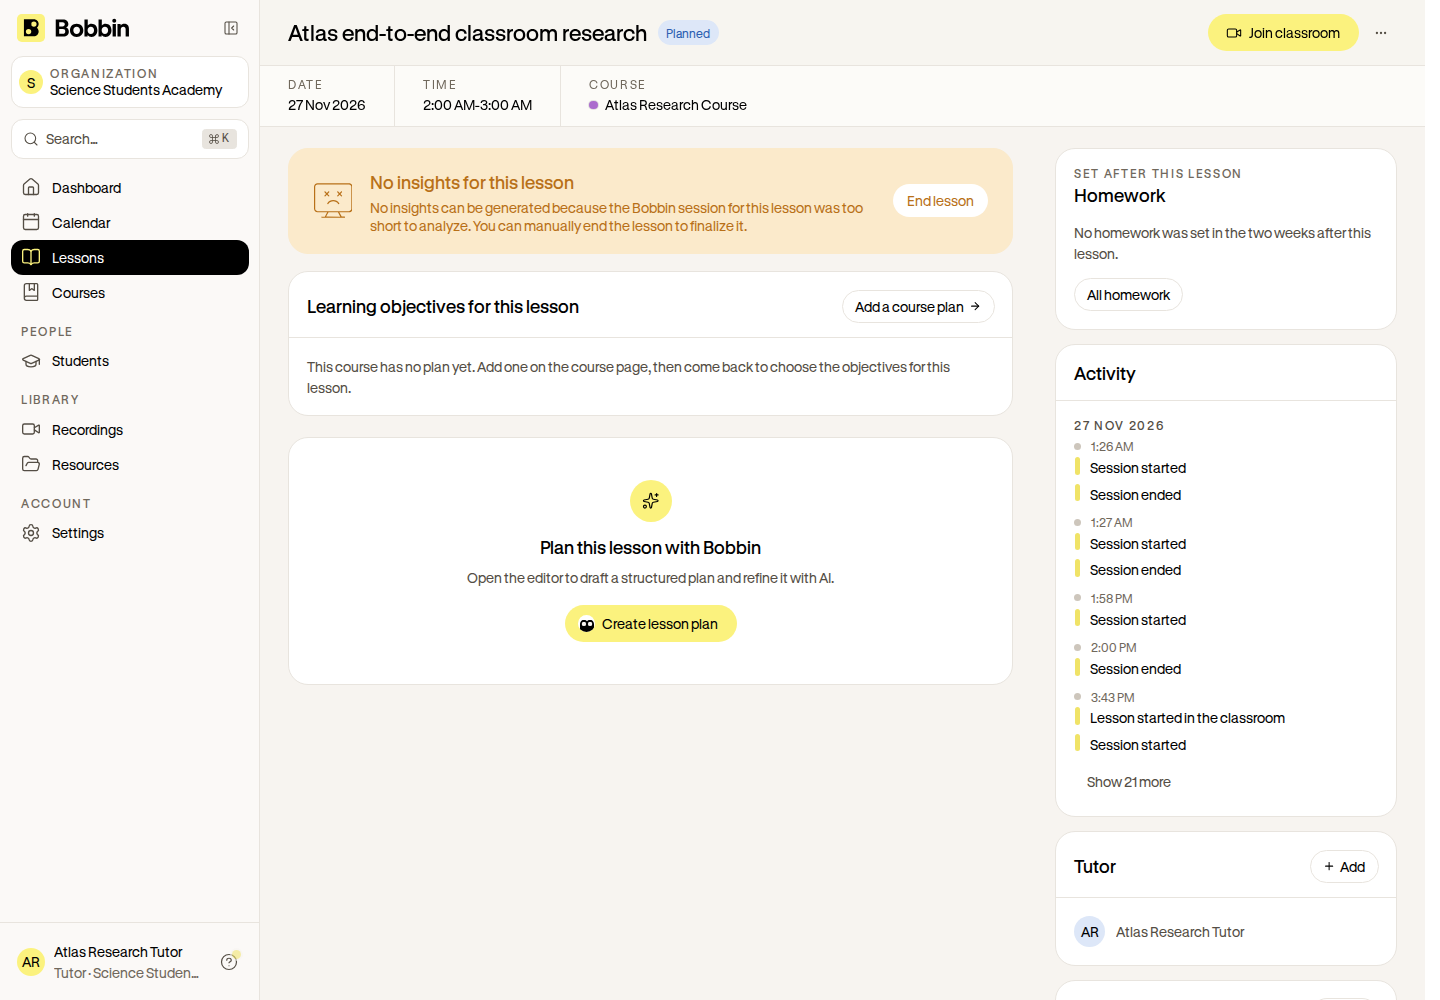 Bobbin
S
ORGANIZATION
Science Students Academy
Search...
⌘ K
Dashboard
Calendar
Lessons
Courses
PEOPLE
Students
LIBRARY
Recordings
Resources
ACCOUNT
Settings
AR
Atlas Research Tutor
Tutor · Science Studen...
Atlas end-to-end classroom research
Planned
Join classroom
DATE
27 Nov 2026
TIME
2:00 AM-3:00 AM
COURSE
Atlas Research Course
No insights for this lesson
No insights can be generated because the Bobbin session for this lesson was too
short to analyze. You can manually end the lesson to finalize it.
End lesson
Learning objectives for this lesson
Add a course plan →
This course has no plan yet. Add one on the course page, then come back to choose the objectives for this
lesson.
Plan this lesson with Bobbin
Open the editor to draft a structured plan and refine it with AI.
Create lesson plan
SET AFTER THIS LESSON
Homework
No homework was set in the two weeks after this
lesson.
All homework
Activity
27 NOV 2026
1:26 AM
Session started
Session ended
1:27 AM
Session started
Session ended
1:58 PM
Session started
2:00 PM
Session ended
3:43 PM
Lesson started in the classroom
Session started
Show 21 more
Tutor
+ Add
AR
Atlas Research Tutor